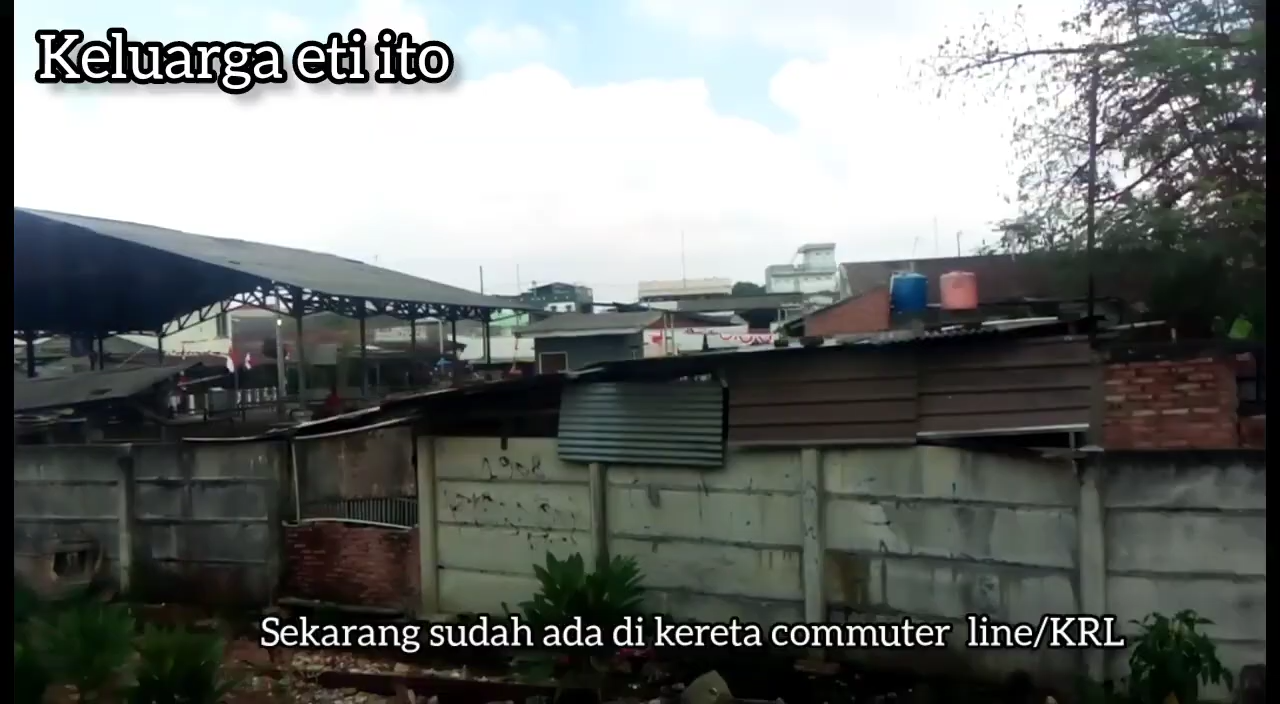 Keluarga eti ito
Sekarang sudah ada di kereta commuter line/KRL